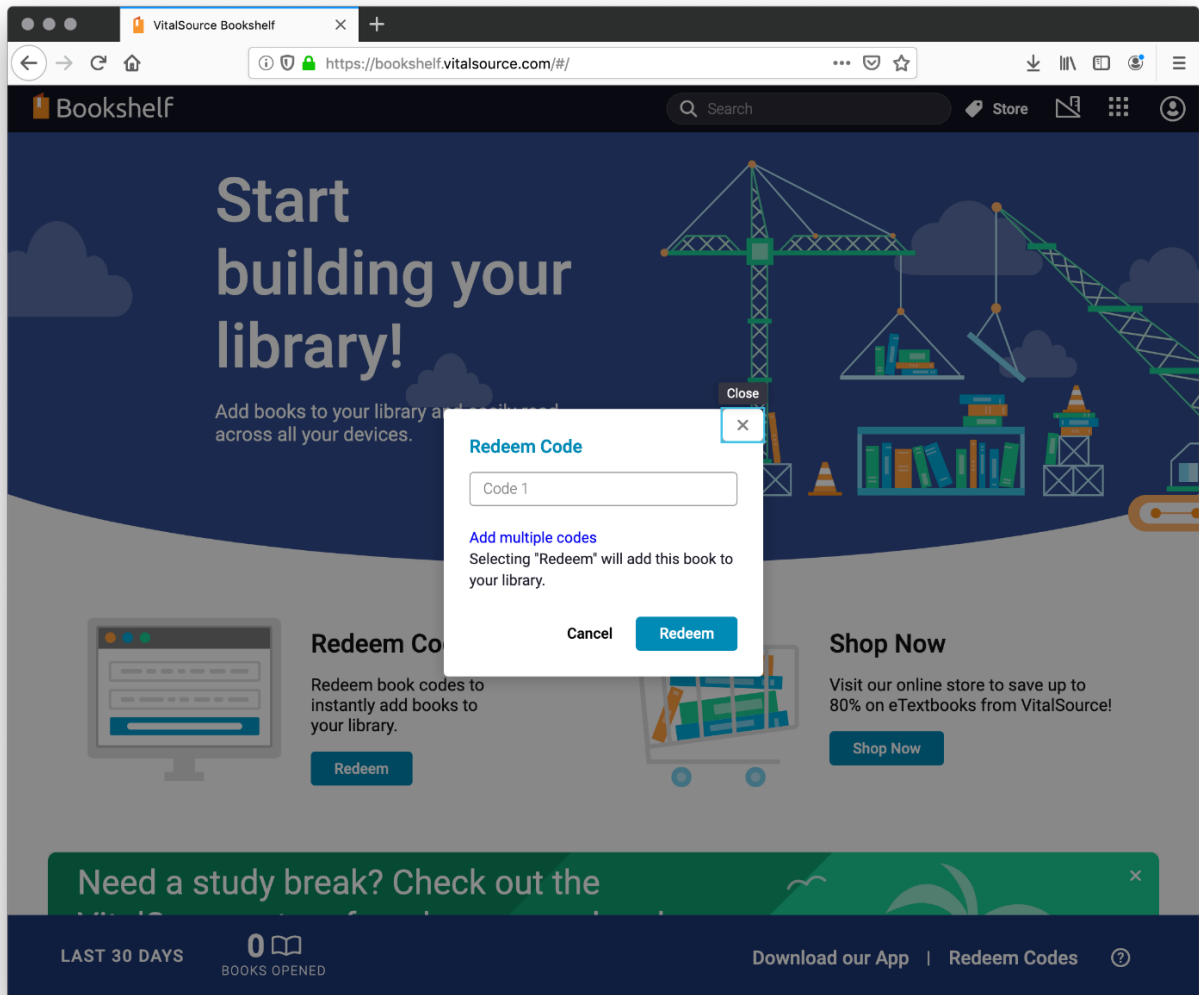 VitalSource Bookshelf
https://bookshelf.vitalsource.com/#/
Bookshelf
Search
Store
Start
building your
library!
Add books to your library and easily read
across all your devices.
Close
Redeem Code
Code 1
Add multiple codes
Selecting "Redeem" will add this book to
your library.
Cancel
Redeem
Redeem Co
Redeem book codes to
instantly add books to
your library.
Redeem
Shop Now
Visit our online store to save up to
80% on eTextbooks from VitalSource!
Shop Now
Need a study break? Check out the
LAST 30 DAYS
0
BOOKS OPENED
Download our App | Redeem Codes